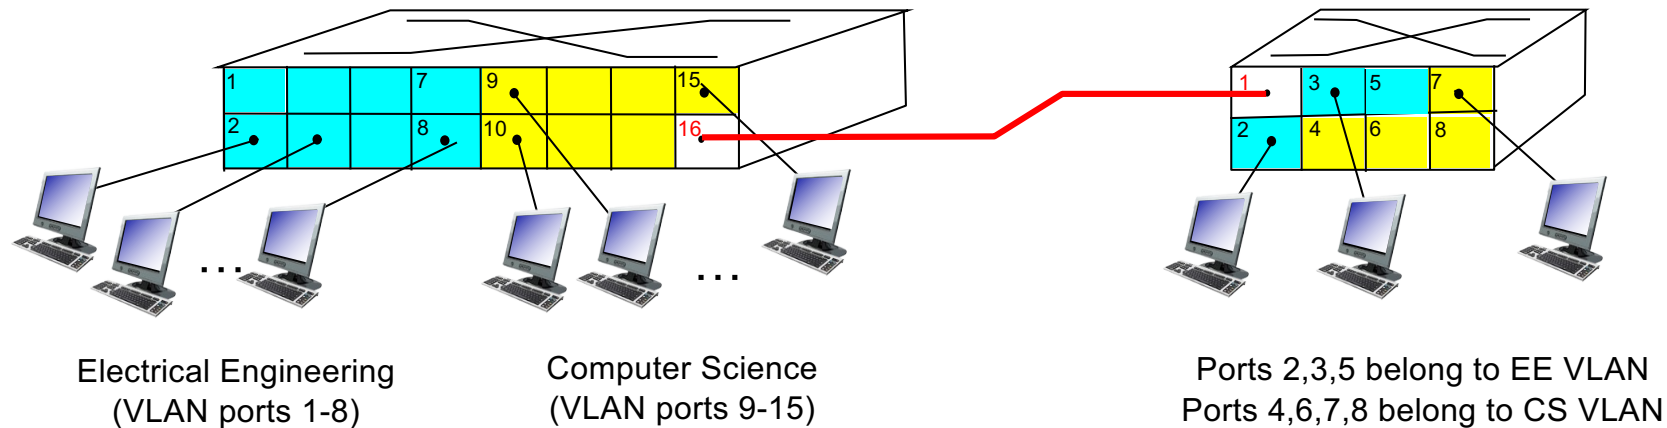 1 7 9 15
2 8 10 16
1 3 5 7
2 4 6 8
... ...
Electrical Engineering
(VLAN ports 1-8)
Computer Science
(VLAN ports 9-15)
Ports 2,3,5 belong to EE VLAN
Ports 4,6,7,8 belong to CS VLAN